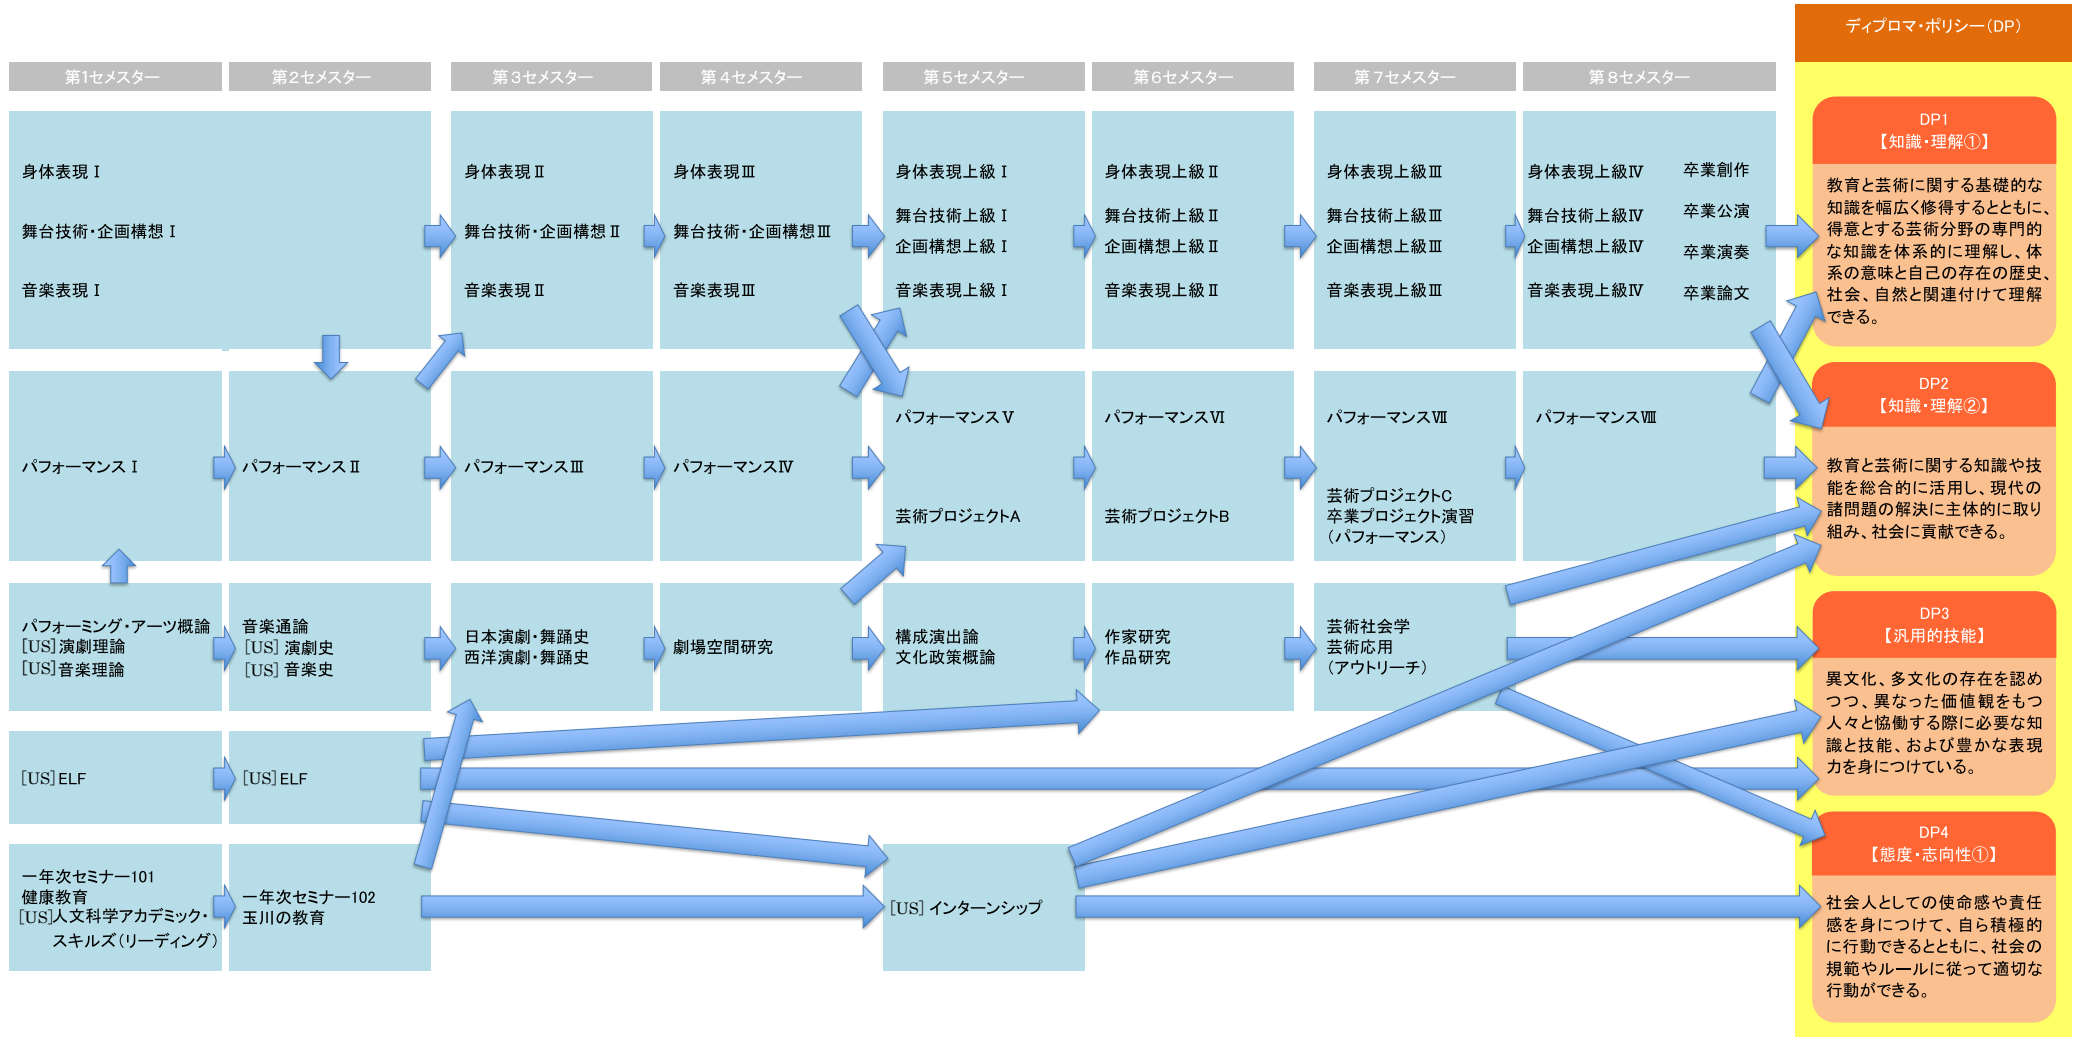 ディプロマ・ポリシー（DP）
第1セメスター
第2セメスター
第3セメスター
第4セメスター
第5セメスター
第6セメスター
第7セメスター
第8セメスター
身体表現Ⅰ
舞台技術・企画構想Ⅰ
音楽表現Ⅰ
身体表現Ⅱ
舞台技術・企画構想Ⅱ
音楽表現Ⅱ
身体表現Ⅲ
舞台技術・企画構想Ⅲ
音楽表現Ⅲ
身体表現上級Ⅰ
舞台技術上級Ⅰ
企画構想上級Ⅰ
音楽表現上級Ⅰ
身体表現上級Ⅱ
舞台技術上級Ⅱ
企画構想上級Ⅱ
音楽表現上級Ⅱ
身体表現上級Ⅲ
舞台技術上級Ⅲ
企画構想上級Ⅲ
音楽表現上級Ⅲ
身体表現上級Ⅳ
舞台技術上級Ⅳ
企画構想上級Ⅳ
音楽表現上級Ⅳ
卒業創作
卒業公演
卒業演奏
卒業論文
DP1
【知識・理解①】
教育と芸術に関する基礎的な
知識を幅広く修得するとともに、
得意とする芸術分野の専門的
な知識を体系的に理解し、体
系の意味と自己の存在の歴史、
社会、自然と関連付けて理解
できる。
パフォーマンスⅠ
パフォーマンスⅡ
パフォーマンスⅢ
パフォーマンスⅣ
パフォーマンスⅤ
芸術プロジェクトA
パフォーマンスⅥ
芸術プロジェクトB
パフォーマンスⅦ
芸術プロジェクトC
卒業プロジェクト演習
（パフォーマンス）
パフォーマンスⅧ
DP2
【知識・理解②】
教育と芸術に関する知識や技
能を総合的に活用し、現代の
諸問題の解決に主体的に取り
組み、社会に貢献できる。
パフォーミング・アーツ概論
[US]演劇理論
[US]音楽理論
音楽通論
[US] 演劇史
[US] 音楽史
日本演劇・舞踊史
西洋演劇・舞踊史
劇場空間研究
構成演出論
文化政策概論
作家研究
作品研究
芸術社会学
芸術応用
（アウトリーチ）
DP3
【汎用的技能】
異文化、多文化の存在を認め
つつ、異なった価値観をもつ
人々と恊働する際に必要な知
識と技能、および豊かな表現
力を身につけている。
[US]ELF
[US]ELF
一年次セミナー101
健康教育
[US]人文科学アカデミック・
スキルズ（リーディング）
一年次セミナー102
玉川の教育
[US] インターンシップ
DP4
【態度・志向性①】
社会人としての使命感や責任
感を身につけて、自ら積極的
に行動できるとともに、社会の
規範やルールに従って適切な
行動ができる。